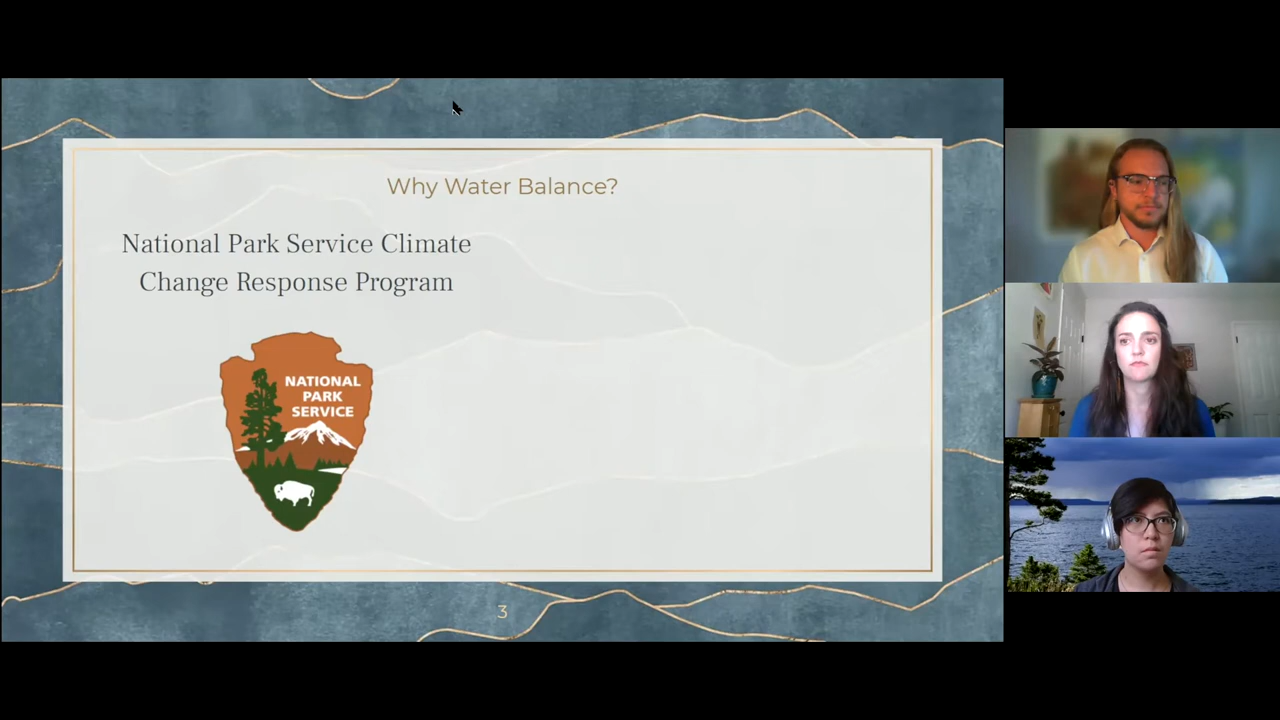 Why Water Balance?
National Park Service Climate
Change Response Program
NATIONAL
PARK
SERVICE
3